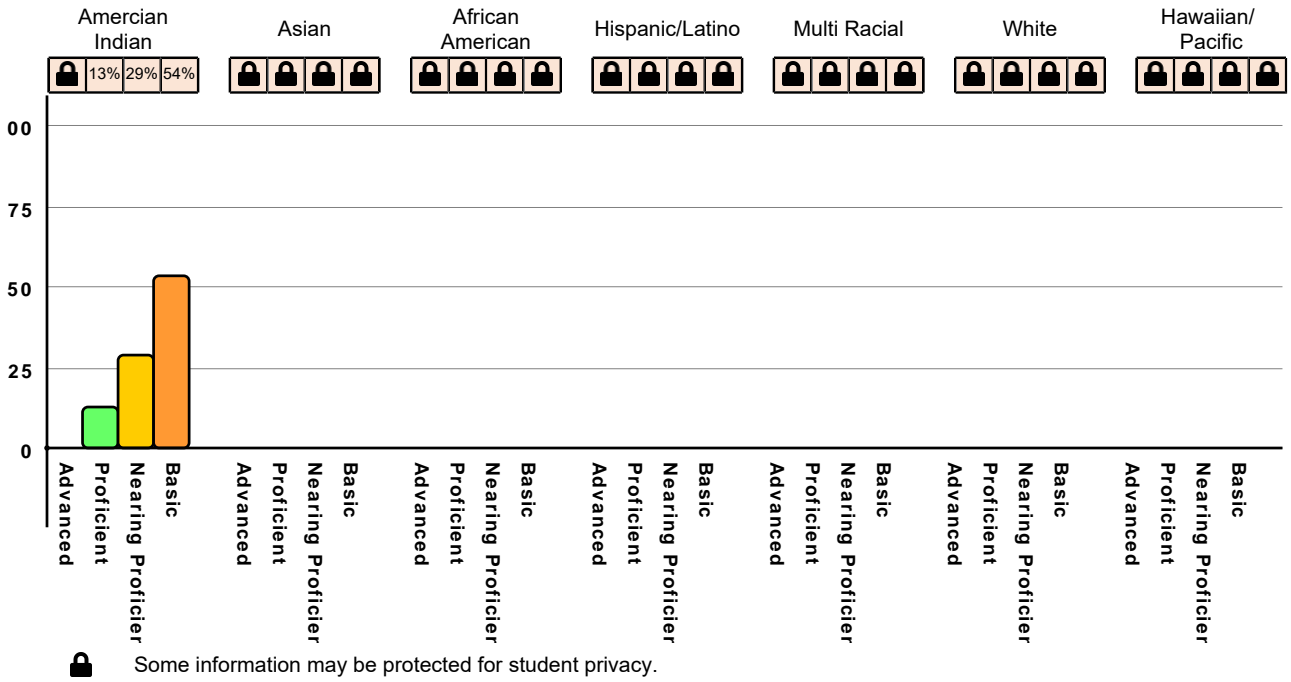 Amercian
Indian
Asian
African
American
Hispanic/Latino
Multi Racial
White
Hawaiian/
Pacific
13% 29% 54%
00
75
50
25
0
Advanced
Proficient
Nearing Proficier
Basic
Advanced
Proficient
Nearing Proficier
Basic
Advanced
Proficient
Nearing Proficier
Basic
Advanced
Proficient
Nearing Proficier
Basic
Advanced
Proficient
Nearing Proficier
Basic
Advanced
Proficient
Nearing Proficier
Basic
Advanced
Proficient
Nearing Proficier
Basic
Some information may be protected for student privacy.